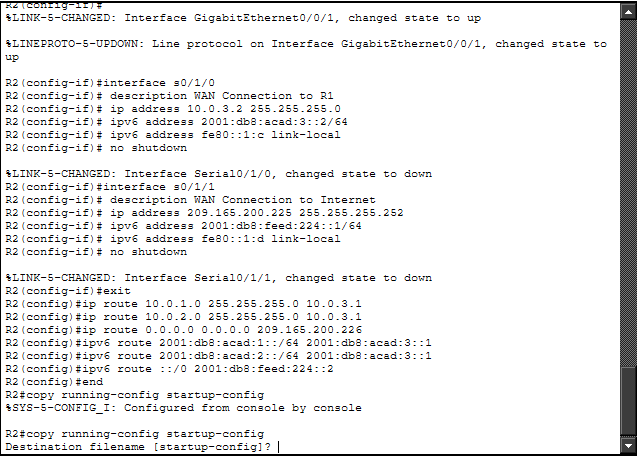 R2(config-if)#
%LINK-5-CHANGED: Interface GigabitEthernet0/0/1, changed state to up
%LINEPROTO-5-UPDOWN: Line protocol on Interface GigabitEthernet0/0/1, changed state to
up
R2(config-if)#interface s0/1/0
R2(config-if)# description WAN Connection to R1
R2(config-if)# ip address 10.0.3.2 255.255.255.0
R2(config-if)# ipv6 address 2001:db8:acad:3::2/64
R2(config-if)# ipv6 address fe80::1:c link-local
R2(config-if)# no shutdown
%LINK-5-CHANGED: Interface Serial0/1/0, changed state to down
R2(config-if)#interface s0/1/1
R2(config-if)# description WAN Connection to Internet
R2(config-if)# ip address 209.165.200.225 255.255.255.252
R2(config-if)# ipv6 address 2001:db8:feed:224::1/64
R2(config-if)# ipv6 address fe80::1:d link-local
R2(config-if)# no shutdown
%LINK-5-CHANGED: Interface Serial0/1/1, changed state to down
R2(config-if)#exit
R2(config)#ip route 10.0.1.0 255.255.255.0 10.0.3.1
R2(config)#ip route 10.0.2.0 255.255.255.0 10.0.3.1
R2(config)#ip route 0.0.0.0 0.0.0.0 209.165.200.226
R2(config)#ipv6 route 2001:db8:acad:1::/64 2001:db8:acad:3::1
R2(config)#ipv6 route 2001:db8:acad:2::/64 2001:db8:acad:3::1
R2(config)#ipv6 route ::/0 2001:db8:feed:224::2
R2(config)#end
R2#copy running-config startup-config
%SYS-5-CONFIG_I: Configured from console by console
R2#copy running-config startup-config
Destination filename [startup-config]?